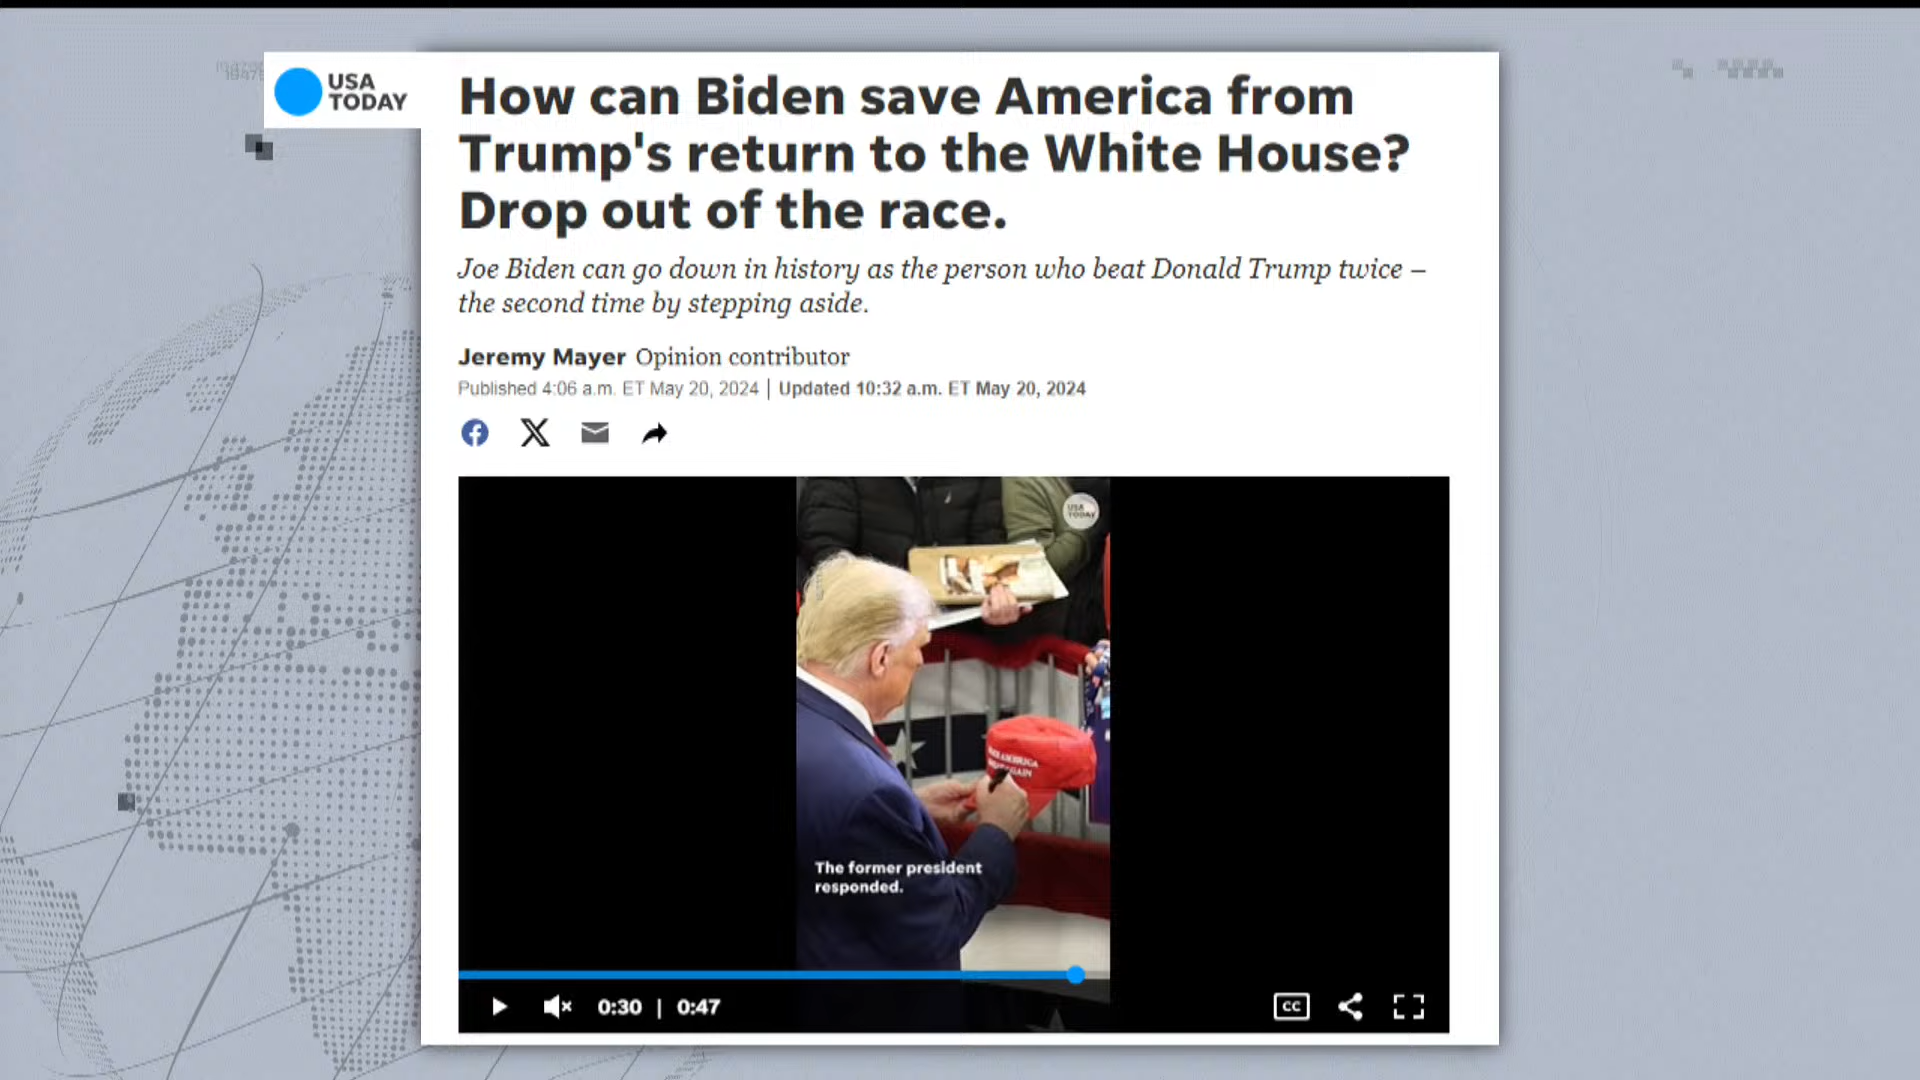 USA
TODAY
How can Biden save America from
Trump's return to the White House?
Drop out of the race.
Joe Biden can go down in history as the person who beat Donald Trump twice –
the second time by stepping aside.
Jeremy Mayer Opinion contributor
Published 4:06 a.m. ET May 20, 2024 | Updated 10:32 a.m. ET May 20, 2024
USA
TODAY
The former president
responded.
0:30 | 0:47
CC